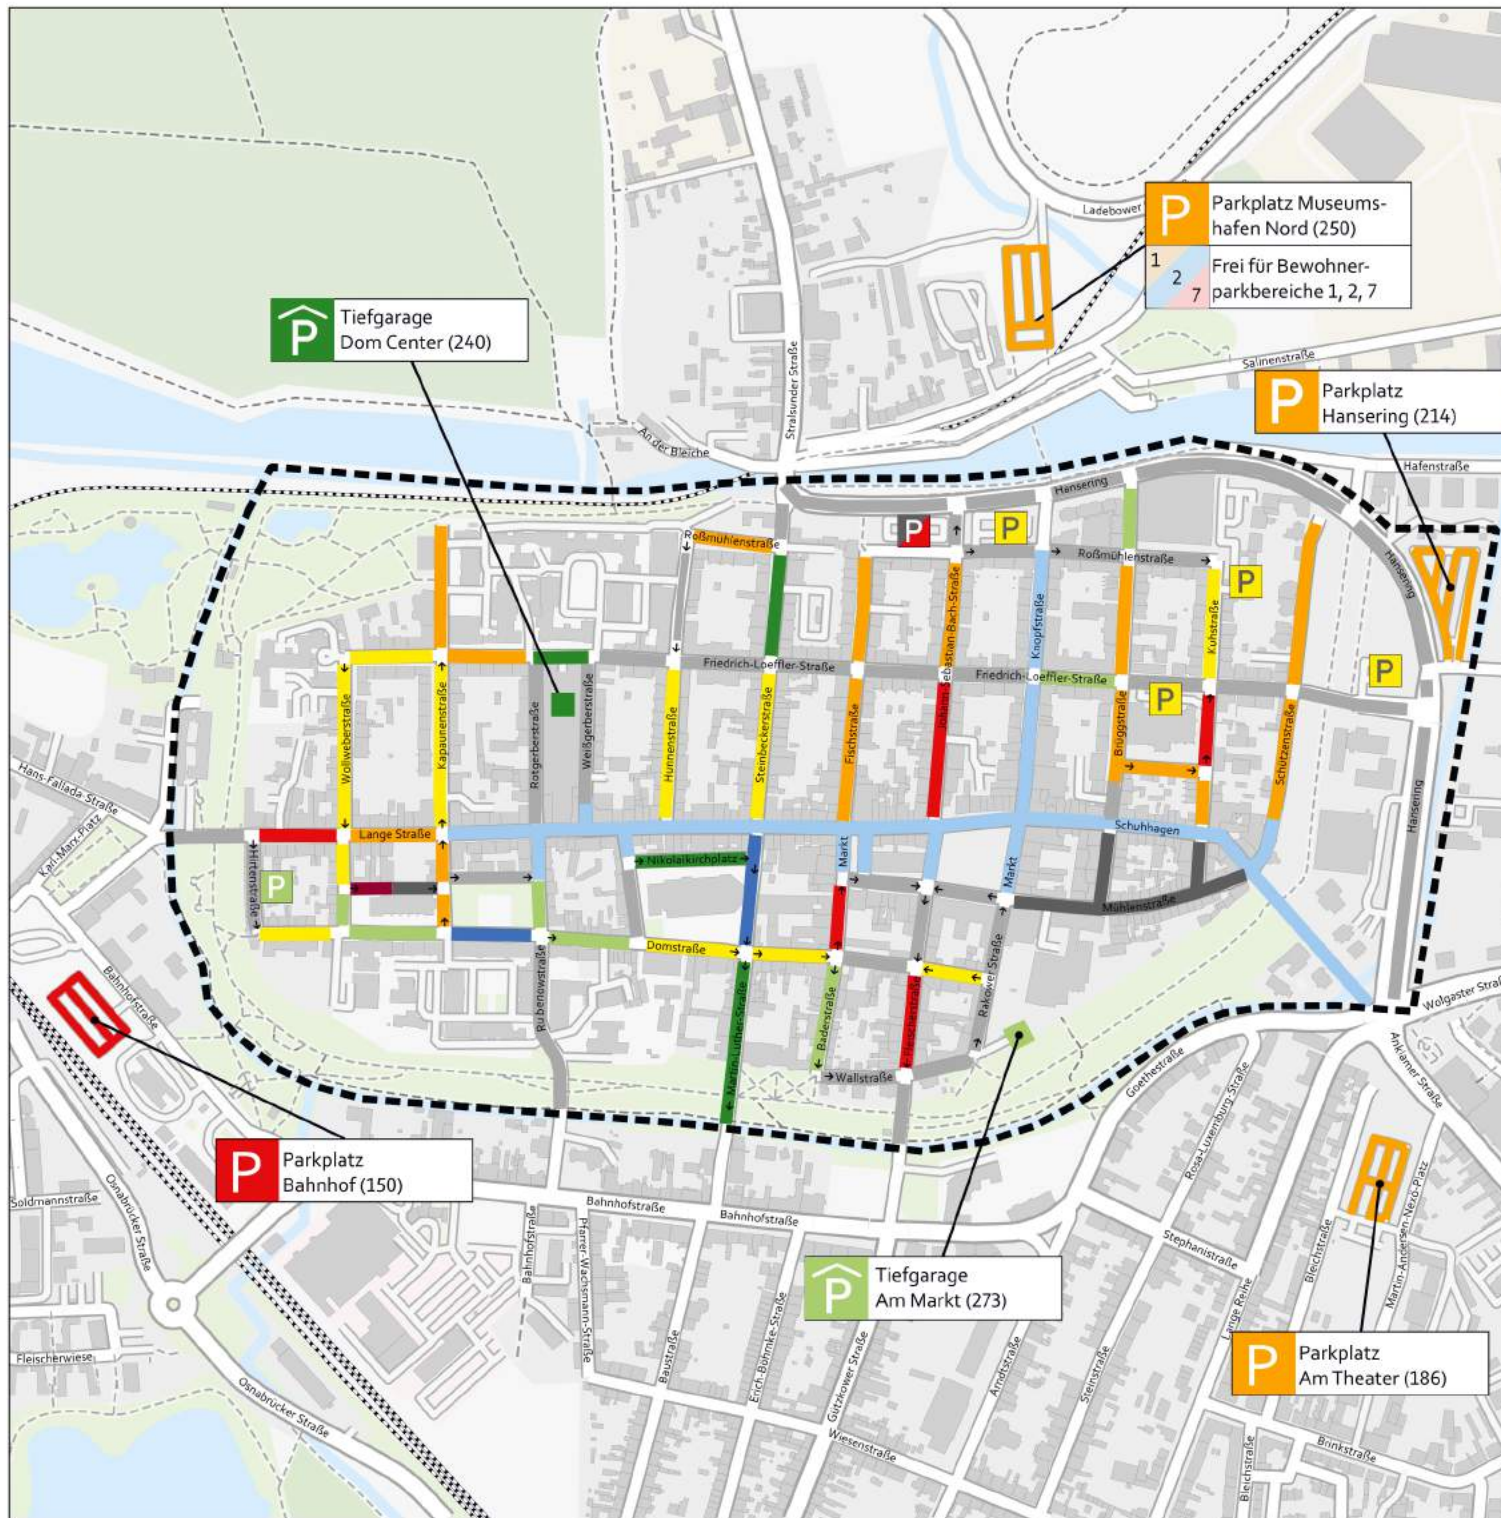 Ladebower
P
Parkplatz Museums-
hafen Nord (250)
1
2
7
Frei für Bewohner-
parkbereiche 1, 2, 7
P
Tiefgarage
Dom Center (240)
Stralsunder Straße
Salinenstraße
P
Parkplatz
Hansering (214)
An der Bleiche
Hafenstraße
Hansering
P
P
Roßmühlenstraße
Roßmühlenstraße
Hansering
P
Kuhstraße
Knopfstraße
Johann-Sebastian-Bach-Straße
Friedrich-Loeffler-Straße
Friedrich-Loeffler-Straße
P
P
Wollweberstraße
Kapaunenstraße
Rotgerberstraße
Weißgerberstraße
Hunnenstraße
Steinbeckerstraße
Fischstraße
Brüggstraße
Schützenstraße
Hans-Fallada-Straße
Karl-Marx-Platz
Hansering
Lange Straße
Schuhhagen
Hirtenstraße
P
Nikolaikirchplatz
Markt
Markt
Mühlenstraße
Domstraße
Bahnhofstraße
Rubenowstraße
Martin-Luther-Straße
Baderstraße
Rakower Straße
Wallstraße
Wolgaster Straß
Anklamer Straße
Goethestraße
Rosa-Luxemburg-Straße
P
Parkplatz
Bahnhof (150)
Soldmannstraße
Osnabrücker Straße
Bahnhofstraße
Bahnhofstraße
Bahnhofstraße
Pfarrer-Wachsmann-Straße
Stephanistraße
Bleichstraße
Martin-Andersen-Nexö-Platz
P
Tiefgarage
Am Markt (273)
Lange Reihe
Fleischerwiese
Osnabrücker Straße
Baustraße
Erich-Böhmke-Straße
Gützkower Straße
Arndtstraße
Steinstraße
P
Parkplatz
Am Theater (186)
Wiesenstraße
Brinkstraße
Bleichstraße